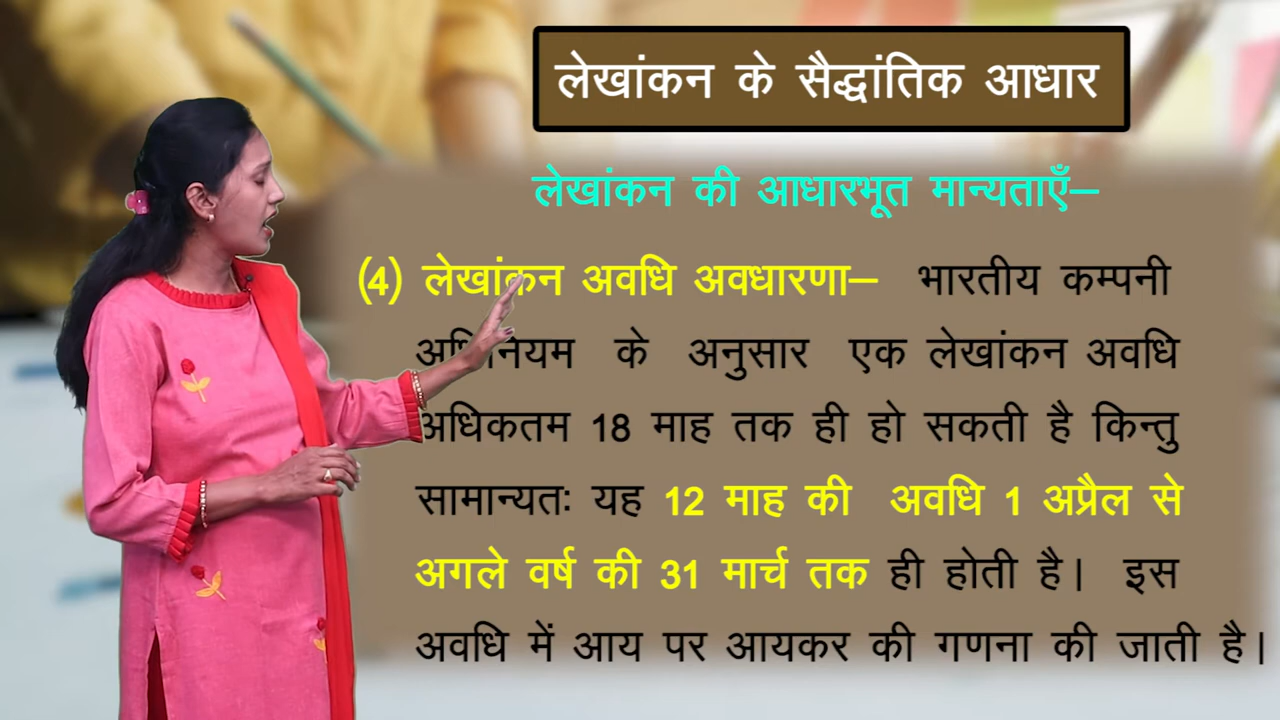 लेखांकन के सैद्धांतिक आधार
लेखांकन की आधारभूत मान्यताएँ–
(4) लेखांकन अवधि अवधारणा– भारतीय कम्पनी
अधिनियम के अनुसार एक लेखांकन अवधि
अधिकतम 18 माह तक ही हो सकती है किन्तु
सामान्यतः यह 12 माह की अवधि 1 अप्रैल से
अगले वर्ष की 31 मार्च तक ही होती है। इस
अवधि में आय पर आयकर की गणना की जाती है।